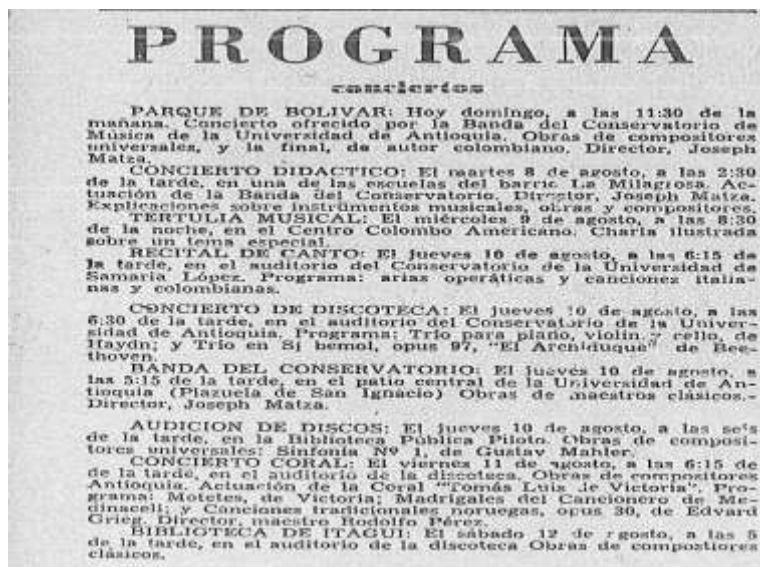 PROGRAMA
conciertos
PARQUE DE BOLIVAR: Hoy domingo, a las 11:30 de la
mañana. Concierto ofrecido por la Banda del Conservatorio de
Música de la Universidad de Antioquia. Obras de compositores
universales, y la final, de autor colombiano. Director, Joseph
Matza.
CONCIERTO DIDACTICO: El martes 8 de agosto, a las 2:30
de la tarde, en una de las escuelas del barrio La Milagrosa. Ac-
tuación de la Banda del Conservatorio. Director, Joseph Matza.
Explicaciones sobre instrumentos musicales, obras y compositores.
TERTULIA MUSICAL: El miércoles 9 de agosto, a las 8:30
de la noche, en el Centro Colombo Americano. Charla ilustrada
sobre un tema especial.
RECITAL DE CANTO: El jueves 10 de agosto, a las 6:15 de
la tarde, en el auditorio del Conservatorio de la Universidad de
Samaria López. Programa: arias operáticas y canciones italia-
nas y colombianas.
CONCIERTO DE DISCOTECA: El jueves 10 de agosto, a las
6:30 de la tarde, en el auditorio del Conservatorio de la Univer-
sidad de Antioquia. Programa: Trío para piano, violín y cello, de
Haydn; y Trío en Si bemol, opus 97, "El Archiduque" de Bee-
thoven.
BANDA DEL CONSERVATORIO: El jueves 10 de agosto, a
las 5:15 de la tarde, en el patio central de la Universidad de An-
tioquia (Plazuela de San Ignacio) Obras de maestros clásicos.-
Director, Joseph Matza.
AUDICION DE DISCOS: El jueves 10 de agosto, a las seis
de la tarde, en la Biblioteca Pública Piloto. Obras de composi-
tores universales: Sinfonía Nº 1, de Gustav Mahler.
CONCIERTO CORAL: El viernes 11 de agosto, a las 6:15 de
de la tarde, en el auditorio de la discoteca. Obras de compositores
Antioquia. Actuación de la Coral "Tomás Luis de Victoria". Pro-
grama: Motetes, de Victoria; Madrigales del Cancionero de Me-
dinaceli; y Canciones tradicionales noruegas, opus 30, de Edvard
Grieg. Director, maestro Rodolfo Pérez.
BIBLIOTECA DE ITAGUI: El sábado 12 de agosto, a las 5
de la tarde, en el auditorio de la discoteca Obras de compostiores
clásicos.